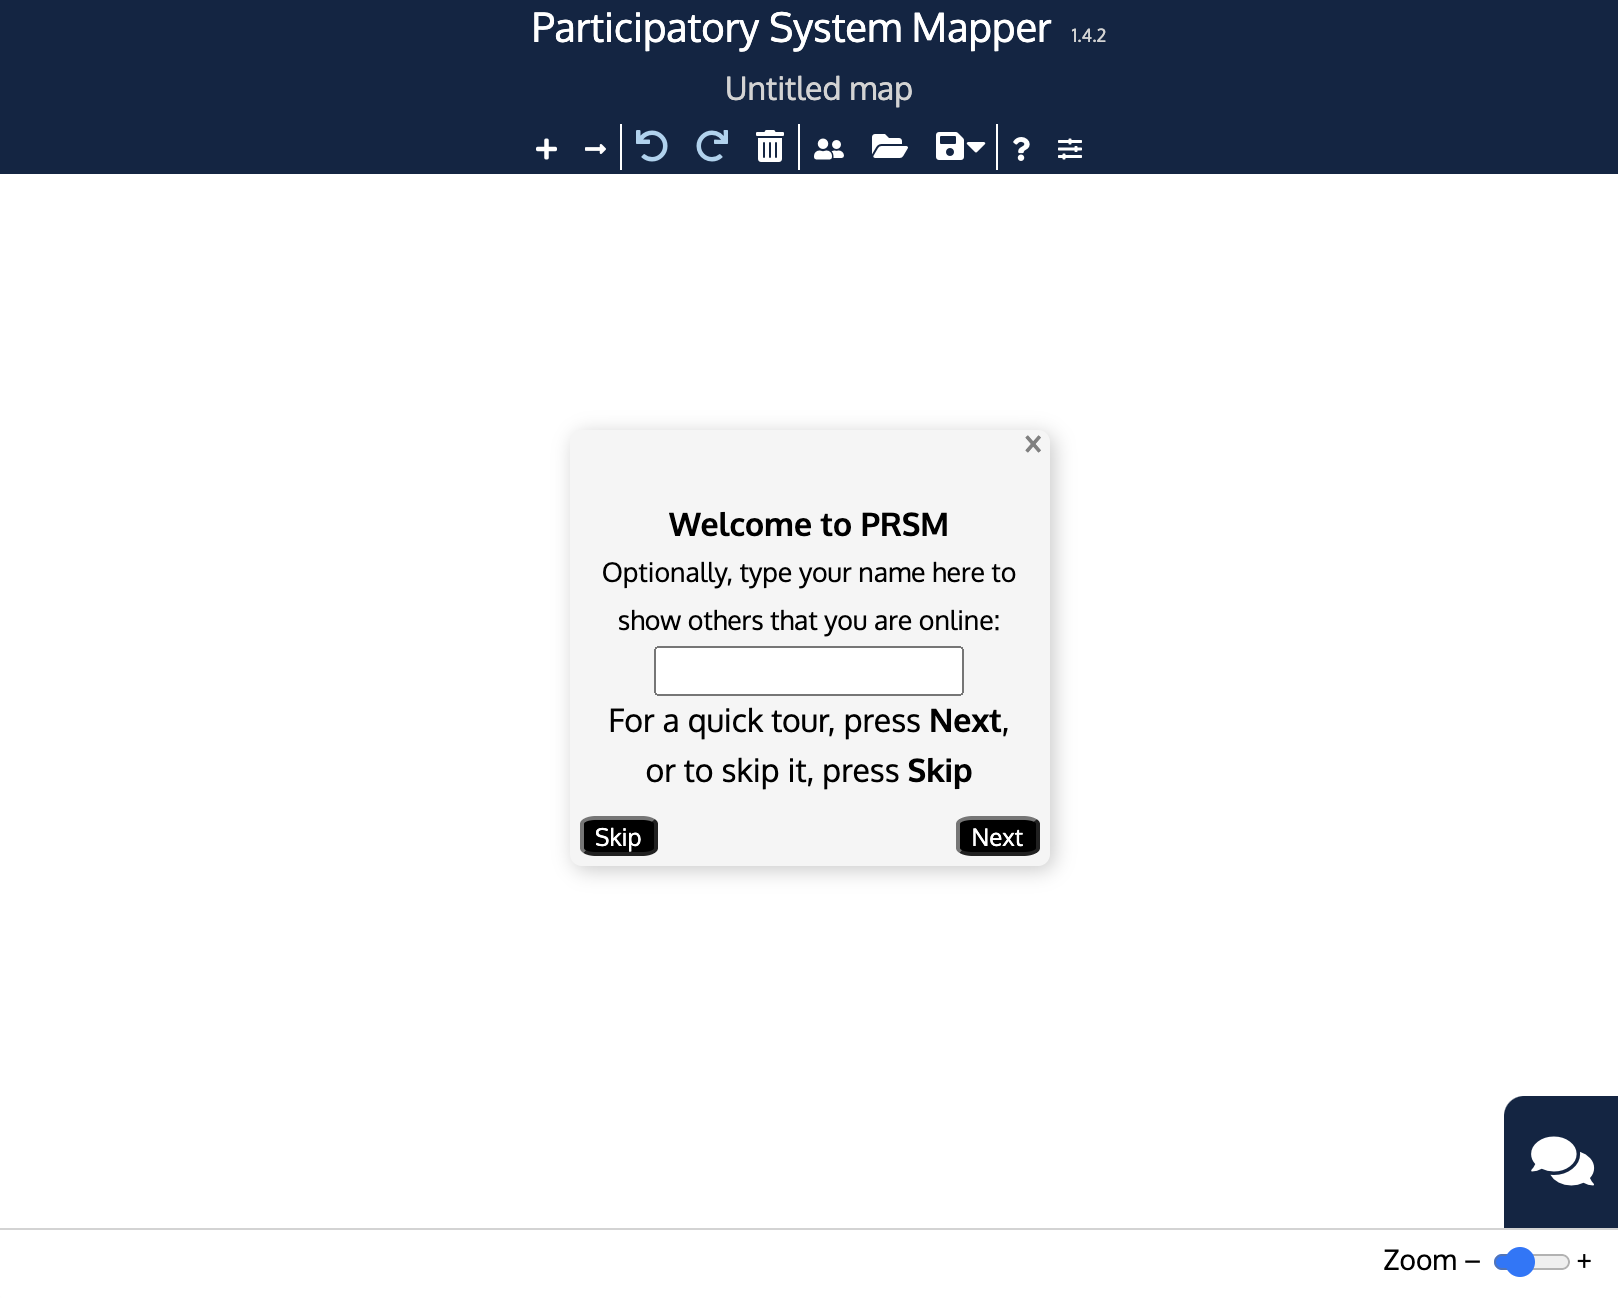 Participatory System Mapper 1.4.2
Untitled map
?
Welcome to PRSM
Optionally, type your name here to
show others that you are online:
For a quick tour, press Next,
or to skip it, press Skip
Skip Next
Zoom − +